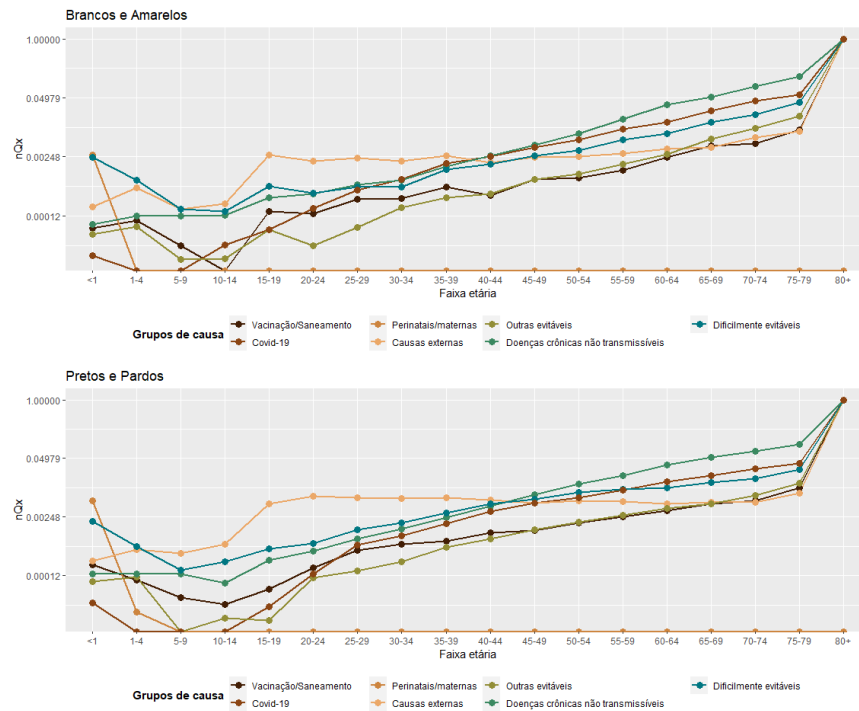 Brancos e Amarelos
1.00000
0.04979
0.00248
0.00012
nQx
<1 1-4 5-9 10-14 15-19 20-24 25-29 30-34 35-39 40-44 45-49 50-54 55-59 60-64 65-69 70-74 75-79 80+
Faixa etária
Grupos de causa
Vacinação/Saneamento Perinatais/maternas Outras evitáveis Dificilmente evitáveis
Covid-19 Causas externas Doenças crônicas não transmissíveis
Pretos e Pardos
1.00000
0.04979
0.00248
0.00012
nQx
<1 1-4 5-9 10-14 15-19 20-24 25-29 30-34 35-39 40-44 45-49 50-54 55-59 60-64 65-69 70-74 75-79 80+
Faixa etária
Grupos de causa
Vacinação/Saneamento Perinatais/maternas Outras evitáveis Dificilmente evitáveis
Covid-19 Causas externas Doenças crônicas não transmissíveis